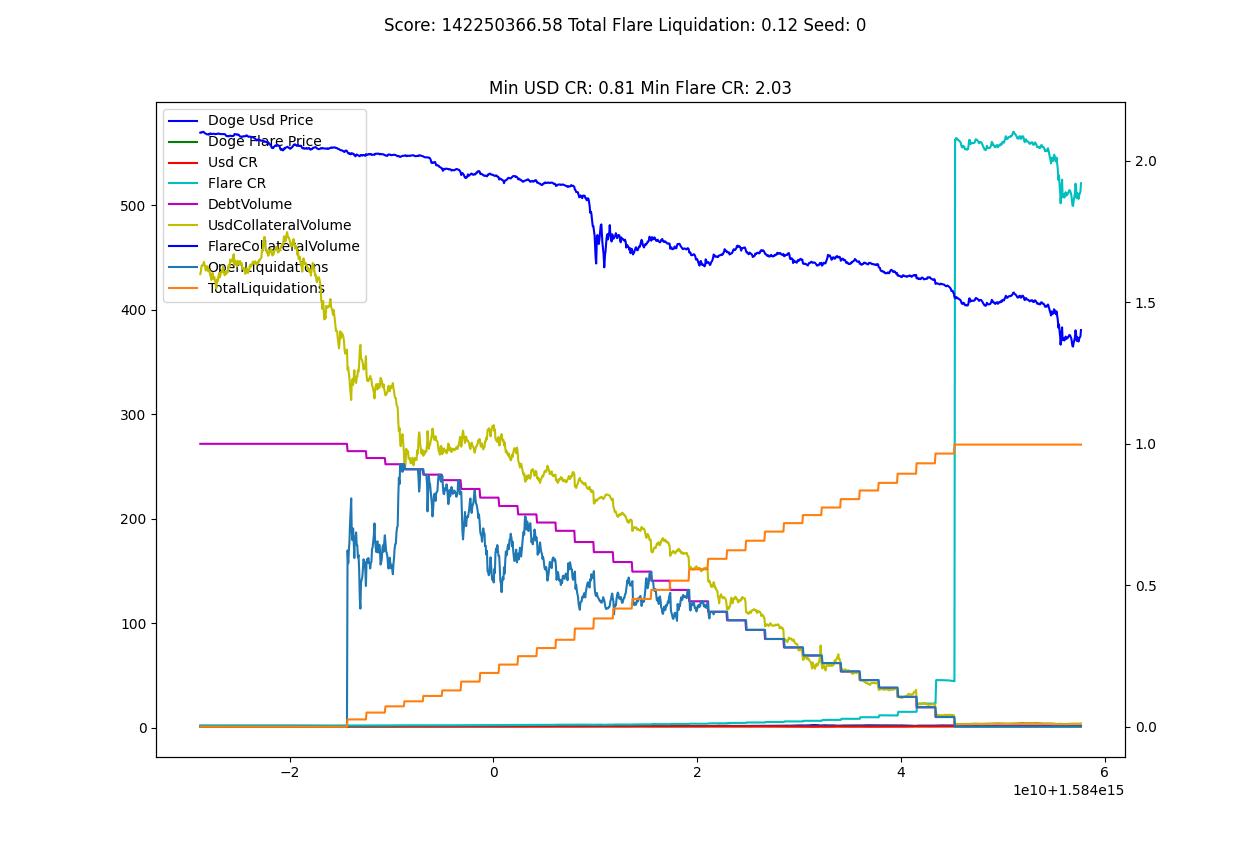 Score: 142250366.58 Total Flare Liquidation: 0.12 Seed: 0
Min USD CR: 0.81 Min Flare CR: 2.03
Doge Usd Price
Doge Flare Price
Usd CR
Flare CR
DebtVolume
UsdCollateralVolume
FlareCollateralVolume
OpenLiquidations
TotalLiquidations
500
400
300
200
100
0
2.0
1.5
1.0
0.5
0.0
−2
0
2
4
6
1e10+1.584e15